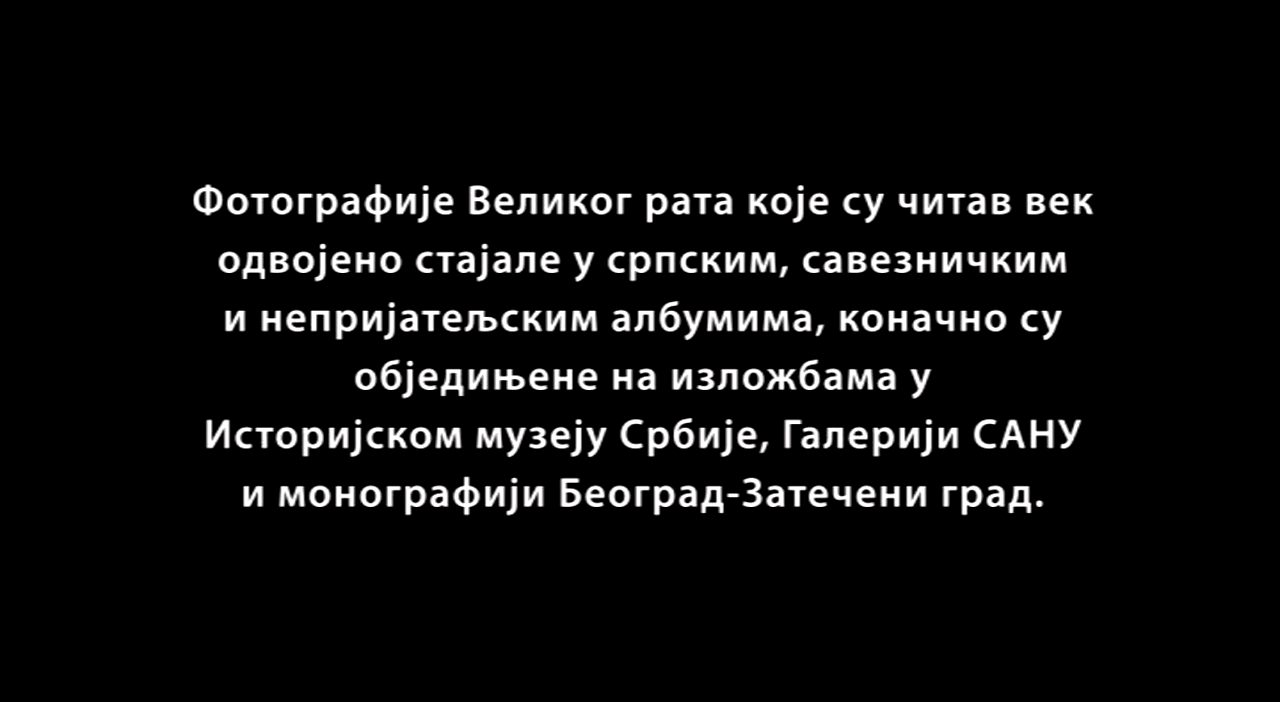 Фотографије Великог рата које су читав век
одвојено стајале у српским, савезничким
и непријатељским албумима, коначно су
обједињене на изложбама у
Историјском музеју Србије, Галерији САНУ
и монографији Београд-Затечени град.